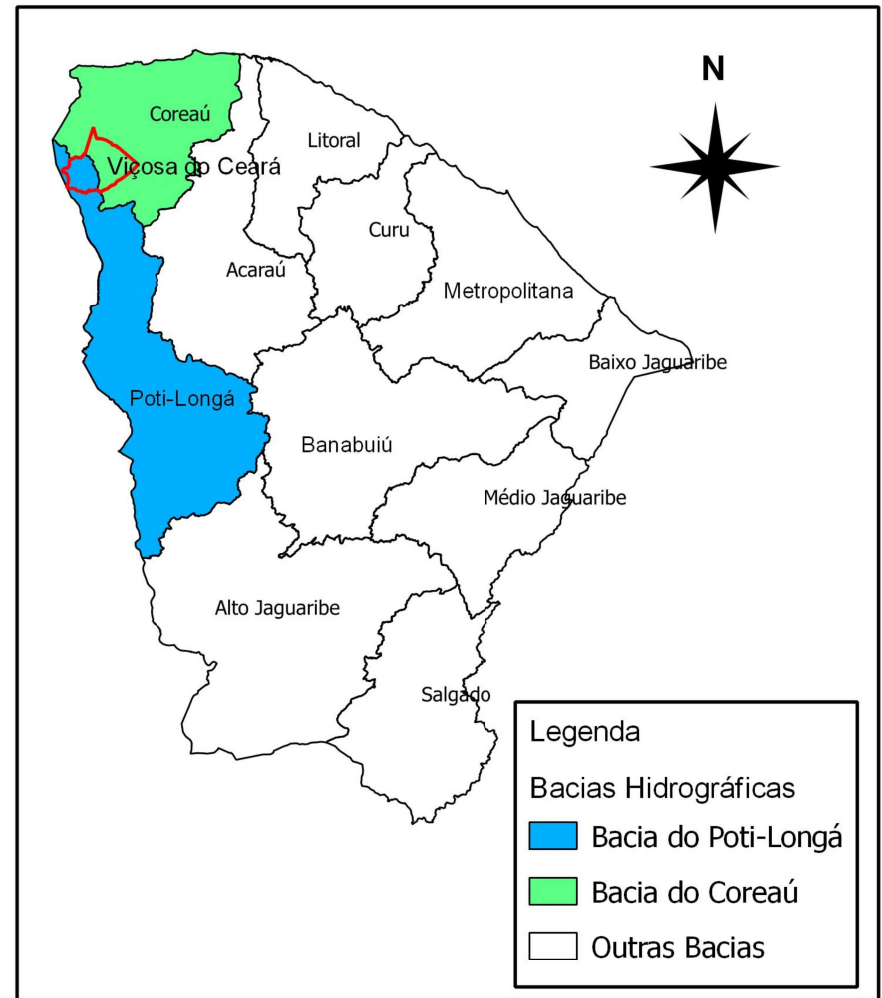 N
Coreaú
Litoral
Viçosa do Ceará
Curu
Acaraú
Metropolitana
Baixo Jaguaribe
Poti-Longá
Banabuiú
Médio Jaguaribe
Alto Jaguaribe
Salgado
Legenda
Bacias Hidrográficas
Bacia do Poti-Longá
Bacia do Coreaú
Outras Bacias